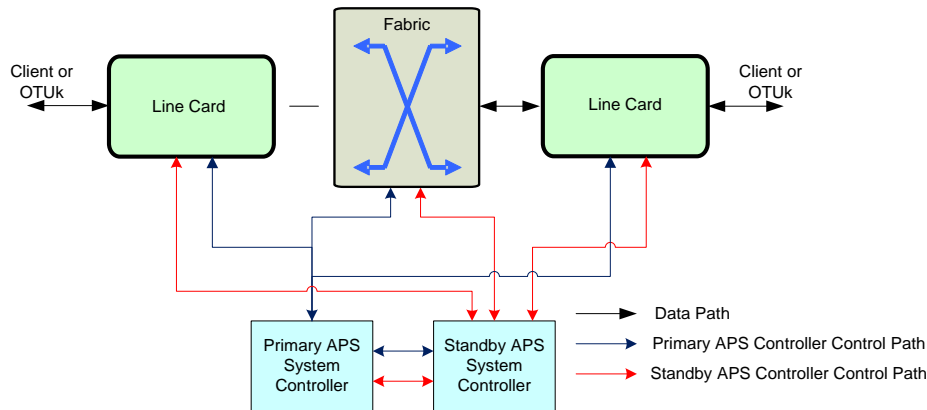 Fabric
Client or
OTUk
Line Card
Line Card
Client or
OTUk
Primary APS
System
Controller
Standby APS
System
Controller
Data Path
Primary APS Controller Control Path
Standby APS Controller Control Path